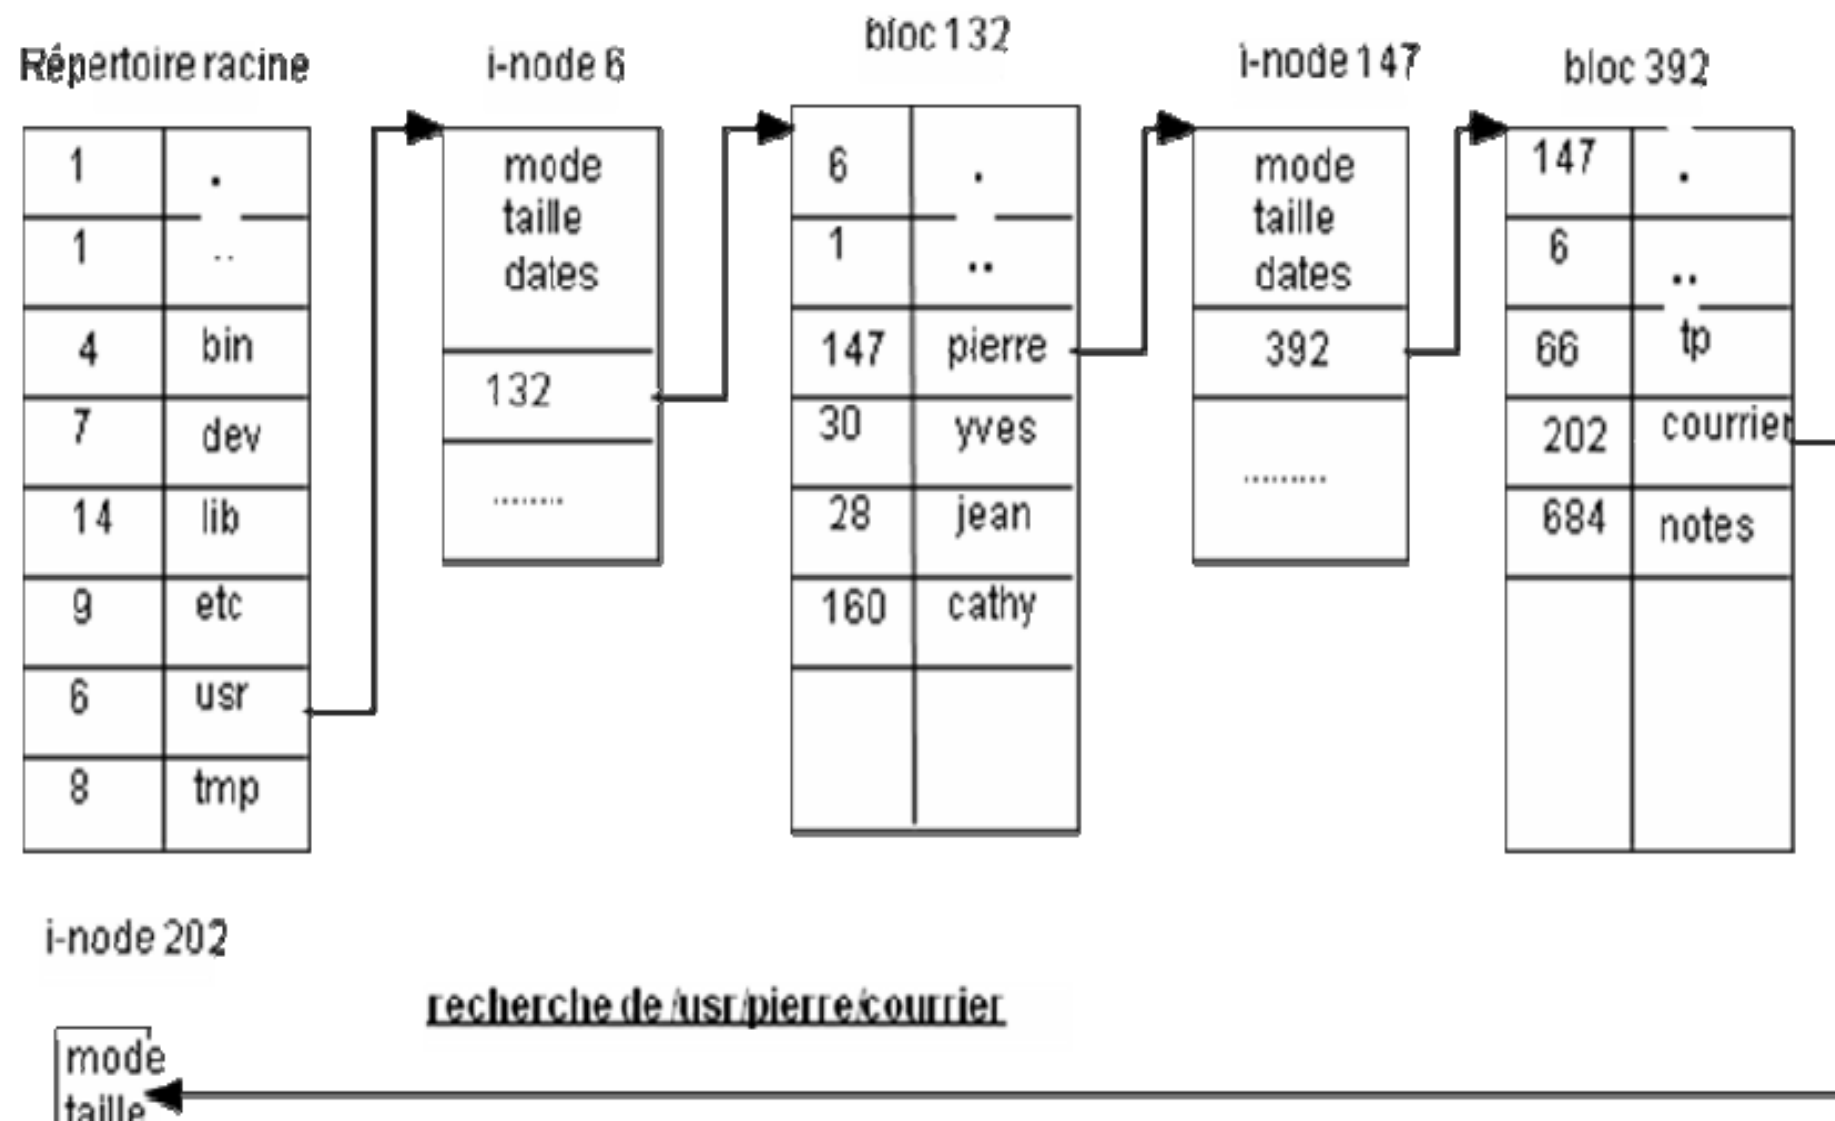 Répertoire racine
1 .
1 ..
4 bin
7 dev
14 lib
9 etc
6 usr
8 tmp
i-node 6
mode
taille
dates
132
........
bloc 132
6 .
1 ..
147 pierre
30 yves
28 jean
160 cathy
i-node 147
mode
taille
dates
392
.........
bloc 392
147 .
6 ..
66 tp
202 courrier
684 notes
i-node 202
recherche de /usr/pierre/courrier
mode
taille